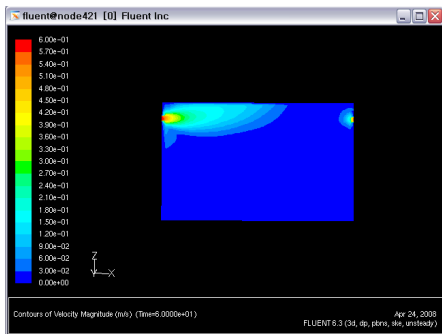 fluent@node421 [0] Fluent Inc
6.00e-01
5.70e-01
5.40e-01
5.10e-01
4.80e-01
4.50e-01
4.20e-01
3.90e-01
3.60e-01
3.30e-01
3.00e-01
2.70e-01
2.40e-01
2.10e-01
1.80e-01
1.50e-01
1.20e-01
9.00e-02
6.00e-02
3.00e-02
0.00e+00
Z
Y X
Contours of Velocity Magnitude (m/s) (Time=6.0000e+01)
Apr 24, 2008
FLUENT 6.3 (3d, dp, pbns, ske, unsteady)